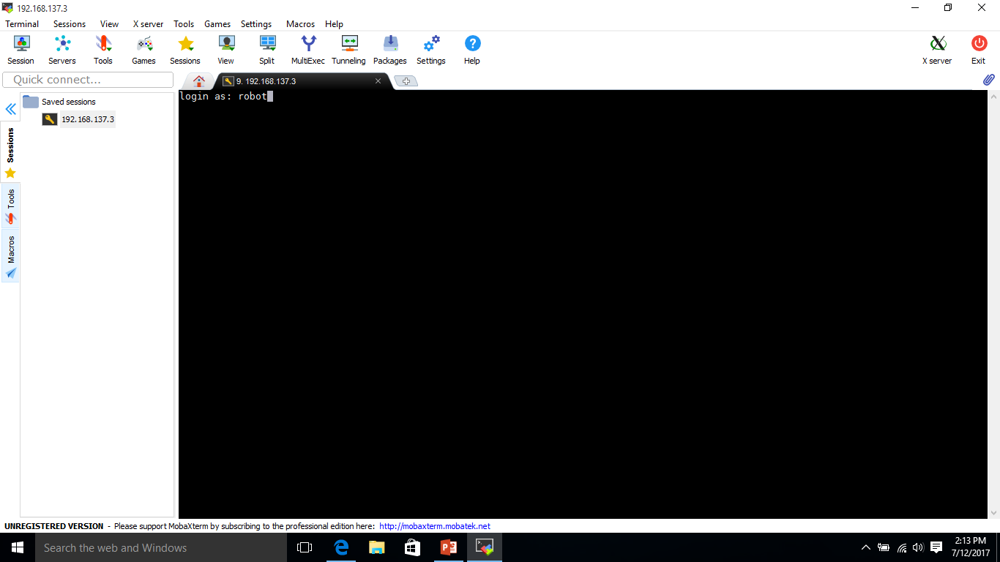 192.168.137.3
Terminal Sessions View X server Tools Games Settings Macros Help
Session Servers Tools Games Sessions View Split MultiExec Tunneling Packages Settings Help X server Exit
Quick connect...
9. 192.168.137.3
login as: robot
Saved sessions
192.168.137.3
Sessions
Tools
Macros
UNREGISTERED VERSION - Please support MobaXterm by subscribing to the professional edition here: http://mobaxterm.mobatek.net
Search the web and Windows
2:13 PM
7/12/2017